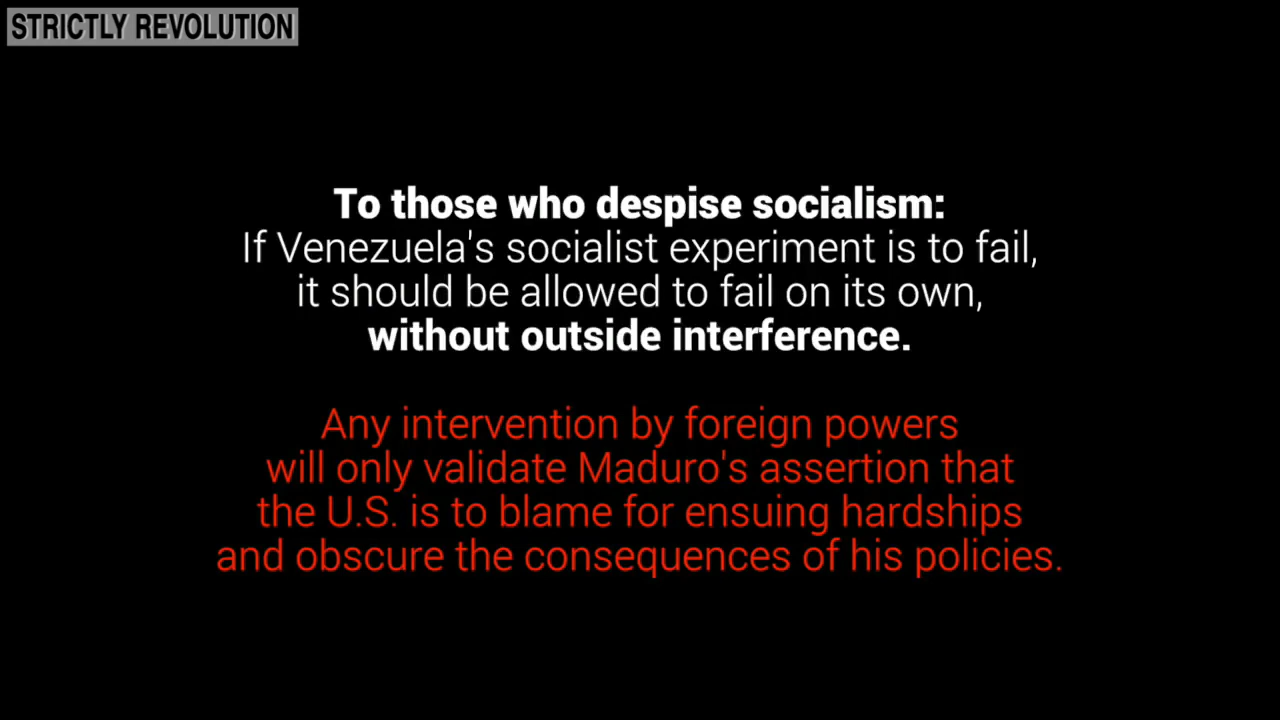 STRICTLY REVOLUTION
To those who despise socialism:
If Venezuela's socialist experiment is to fail,
it should be allowed to fail on its own,
without outside interference.
Any intervention by foreign powers
will only validate Maduro's assertion that
the U.S. is to blame for ensuing hardships
and obscure the consequences of his policies.